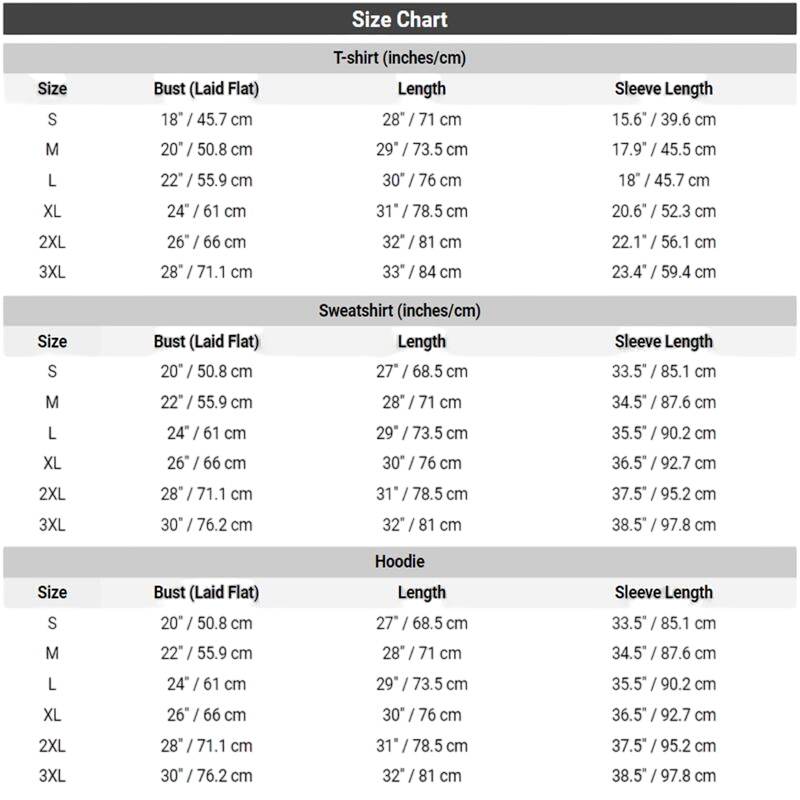 Size Chart
T-shirt (inches/cm)
Size Bust (Laid Flat) Length Sleeve Length
S 18" / 45.7 cm 28" / 71 cm 15.6" / 39.6 cm
M 20" / 50.8 cm 29" / 73.5 cm 17.9" / 45.5 cm
L 22" / 55.9 cm 30" / 76 cm 18" / 45.7 cm
XL 24" / 61 cm 31" / 78.5 cm 20.6" / 52.3 cm
2XL 26" / 66 cm 32" / 81 cm 22.1" / 56.1 cm
3XL 28" / 71.1 cm 33" / 84 cm 23.4" / 59.4 cm
Sweatshirt (inches/cm)
Size Bust (Laid Flat) Length Sleeve Length
S 20" / 50.8 cm 27" / 68.5 cm 33.5" / 85.1 cm
M 22" / 55.9 cm 28" / 71 cm 34.5" / 87.6 cm
L 24" / 61 cm 29" / 73.5 cm 35.5" / 90.2 cm
XL 26" / 66 cm 30" / 76 cm 36.5" / 92.7 cm
2XL 28" / 71.1 cm 31" / 78.5 cm 37.5" / 95.2 cm
3XL 30" / 76.2 cm 32" / 81 cm 38.5" / 97.8 cm
Hoodie
Size Bust (Laid Flat) Length Sleeve Length
S 20" / 50.8 cm 27" / 68.5 cm 33.5" / 85.1 cm
M 22" / 55.9 cm 28" / 71 cm 34.5" / 87.6 cm
L 24" / 61 cm 29" / 73.5 cm 35.5" / 90.2 cm
XL 26" / 66 cm 30" / 76 cm 36.5" / 92.7 cm
2XL 28" / 71.1 cm 31" / 78.5 cm 37.5" / 95.2 cm
3XL 30" / 76.2 cm 32" / 81 cm 38.5" / 97.8 cm